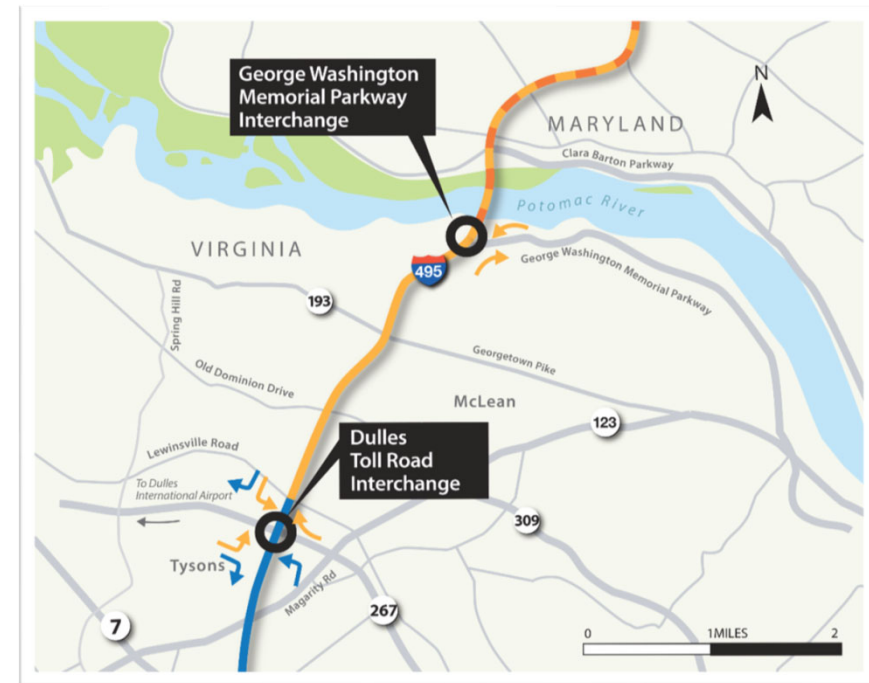 George Washington
Memorial Parkway
Interchange
N
MARYLAND
Clara Barton Parkway
Potomac River
VIRGINIA
George Washington Memorial Parkway
495
193
Spring Hill Rd
Georgetown Pike
Old Dominion Drive
McLean
123
Dulles
Toll Road
Interchange
Lewinsville Road
To Dulles
International Airport
309
Tysons
Magarity Rd
267
7
0 1MILES 2